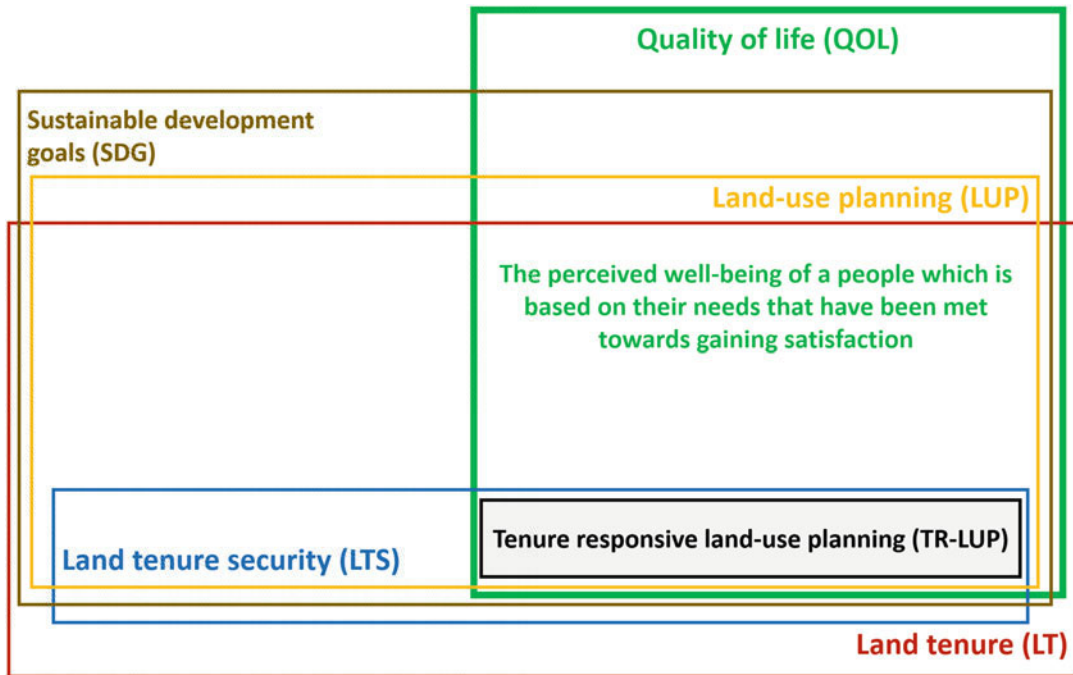 Quality of life (QOL)
Sustainable development
goals (SDG)
Land-use planning (LUP)
The perceived well-being of a people which is
based on their needs that have been met
towards gaining satisfaction
Tenure responsive land-use planning (TR-LUP)
Land tenure security (LTS)
Land tenure (LT)